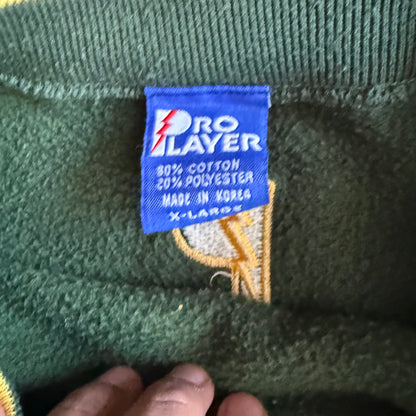 PRO
PLAYER
80% COTTON
20% POLYESTER
MADE IN KOREA
X-LARGE